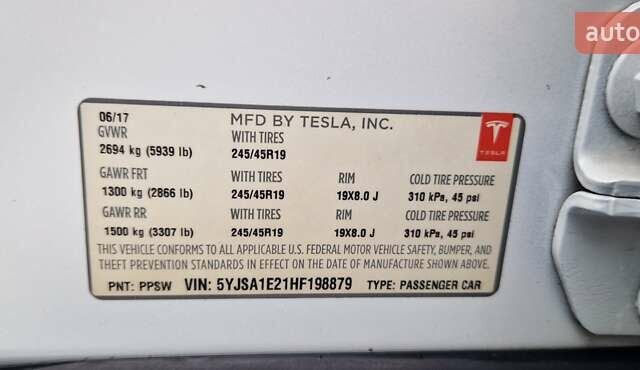 auto
06/17 MFD BY TESLA, INC.
GVWR WITH TIRES
2694 kg (5939 lb) 245/45R19
TESLA
GAWR FRT WITH TIRES RIM COLD TIRE PRESSURE
1300 kg (2866 lb) 245/45R19 19X8.0 J 310 kPa, 45 psi
GAWR RR WITH TIRES RIM COLD TIRE PRESSURE
1500 kg (3307 lb) 245/45R19 19X8.0 J 310 kPa, 45 psi
THIS VEHICLE CONFORMS TO ALL APPLICABLE U.S. FEDERAL MOTOR VEHICLE SAFETY, BUMPER, AND
THEFT PREVENTION STANDARDS IN EFFECT ON THE DATE OF MANUFACTURE SHOWN ABOVE.
PNT: PPSW VIN: 5YJSA1E21HF198879 TYPE: PASSENGER CAR